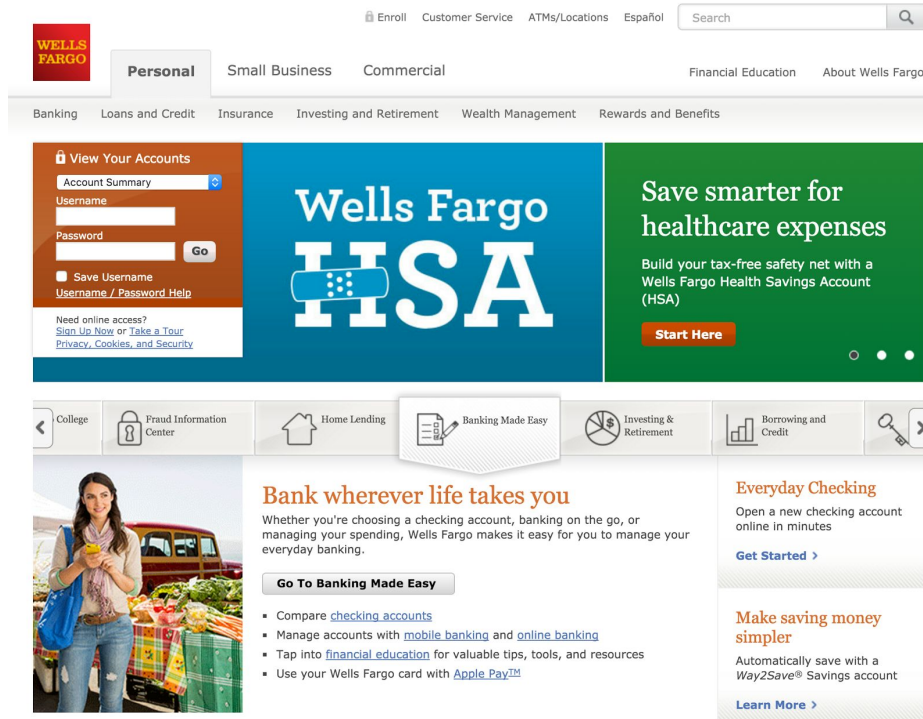 Enroll Customer Service ATMs/Locations Español Search
WELLS
FARGO
Personal Small Business Commercial Financial Education About Wells Fargo
Banking Loans and Credit Insurance Investing and Retirement Wealth Management Rewards and Benefits
View Your Accounts
Account Summary
Username
Password
Go
Save Username
Username / Password Help
Need online access?
Sign Up Now or Take a Tour
Privacy, Cookies, and Security
Wells Fargo
HSA
Save smarter for
healthcare expenses
Build your tax-free safety net with a
Wells Fargo Health Savings Account
(HSA)
Start Here
College
Fraud Information
Center
Home Lending
Banking Made Easy
Investing &
Retirement
Borrowing and
Credit
Bank wherever life takes you
Whether you're choosing a checking account, banking on the go, or
managing your spending, Wells Fargo makes it easy for you to manage your
everyday banking.
Go To Banking Made Easy
▪ Compare checking accounts
▪ Manage accounts with mobile banking and online banking
▪ Tap into financial education for valuable tips, tools, and resources
▪ Use your Wells Fargo card with Apple Pay™
Everyday Checking
Open a new checking account
online in minutes
Get Started >
Make saving money
simpler
Automatically save with a
Way2Save® Savings account
Learn More >